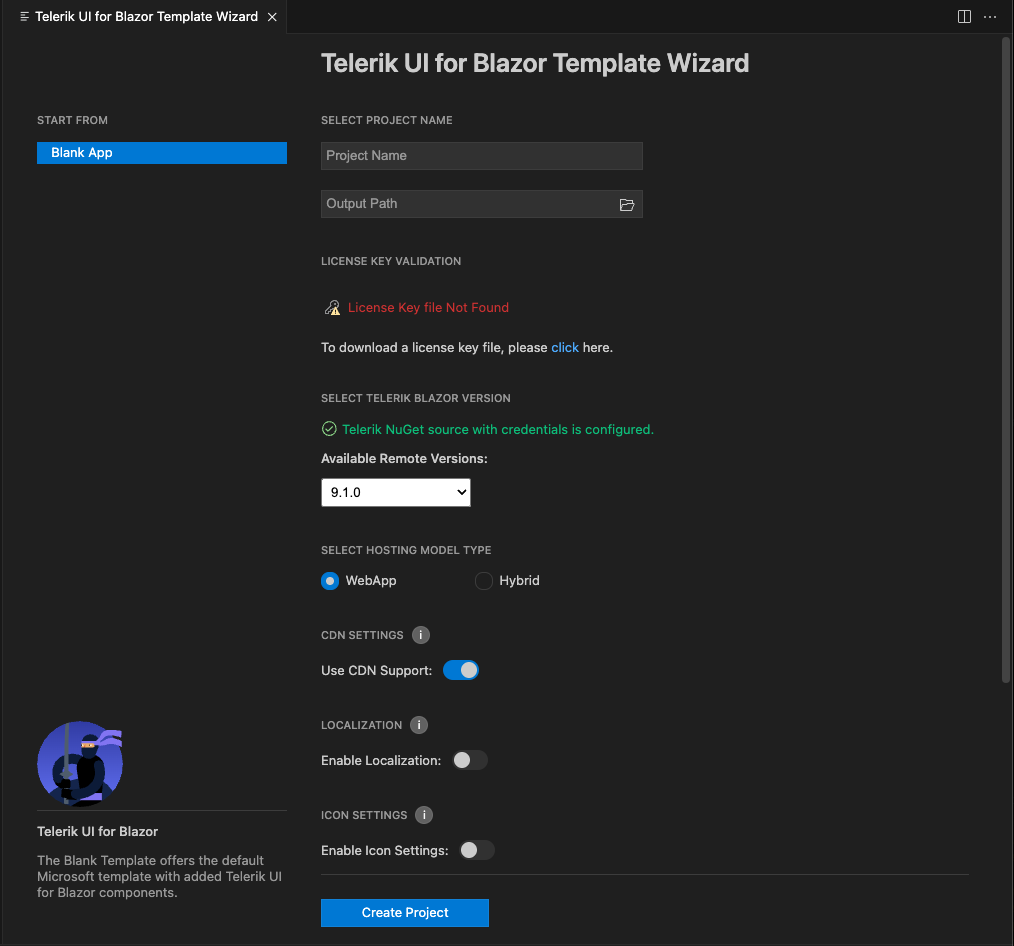 Telerik UI for Blazor Template Wizard
Telerik UI for Blazor Template Wizard
START FROM
Blank App
SELECT PROJECT NAME
Project Name
Output Path
LICENSE KEY VALIDATION
License Key file Not Found
To download a license key file, please click here.
SELECT TELERIK BLAZOR VERSION
Telerik NuGet source with credentials is configured.
Available Remote Versions:
9.1.0
SELECT HOSTING MODEL TYPE
WebApp Hybrid
CDN SETTINGS i
Use CDN Support:
LOCALIZATION i
Enable Localization:
ICON SETTINGS i
Enable Icon Settings:
Telerik UI for Blazor
The Blank Template offers the default
Microsoft template with added Telerik UI
for Blazor components.
Create Project